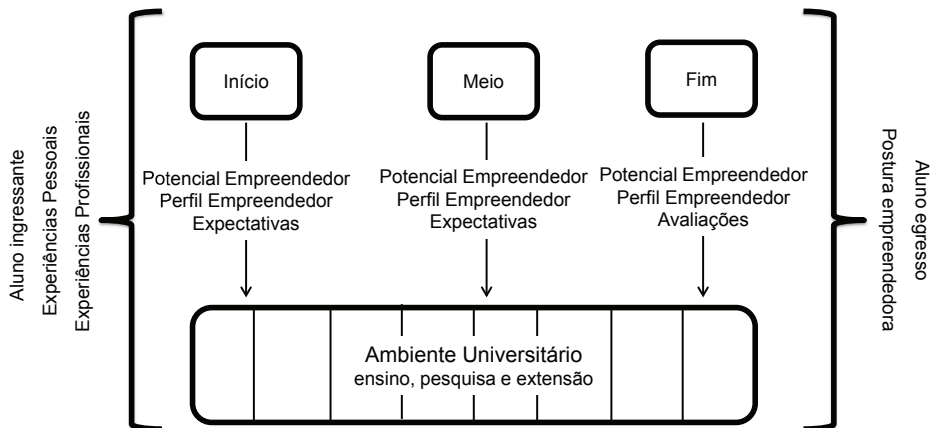 Aluno ingressante
Experiências Pessoais
Experiências Profissionais
Início
Meio
Fim
Potencial Empreendedor
Perfil Empreendedor
Expectativas
Potencial Empreendedor
Perfil Empreendedor
Expectativas
Potencial Empreendedor
Perfil Empreendedor
Avaliações
Ambiente Universitário
ensino, pesquisa e extensão
Aluno egresso
Postura empreendedora